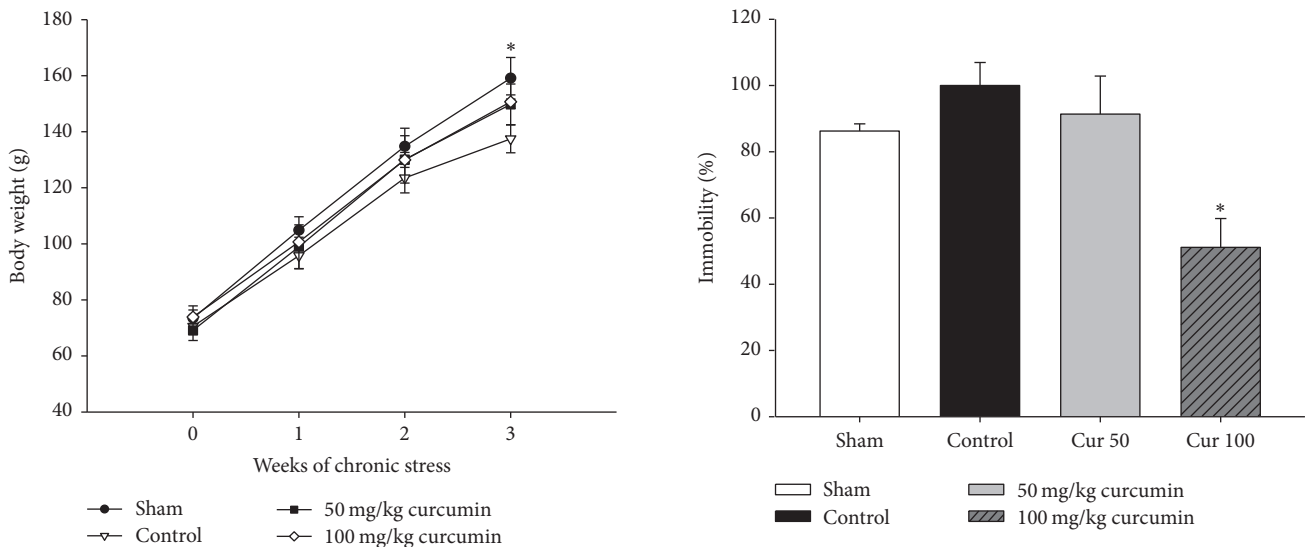 180
160
140
120
100
80
60
40
Body weight (g)
*
0 1 2 3
Weeks of chronic stress
Sham
Control
50 mg/kg curcumin
100 mg/kg curcumin
120
100
80
60
40
20
0
Immobility (%)
*
Sham Control Cur 50 Cur 100
Sham
Control
50 mg/kg curcumin
100 mg/kg curcumin